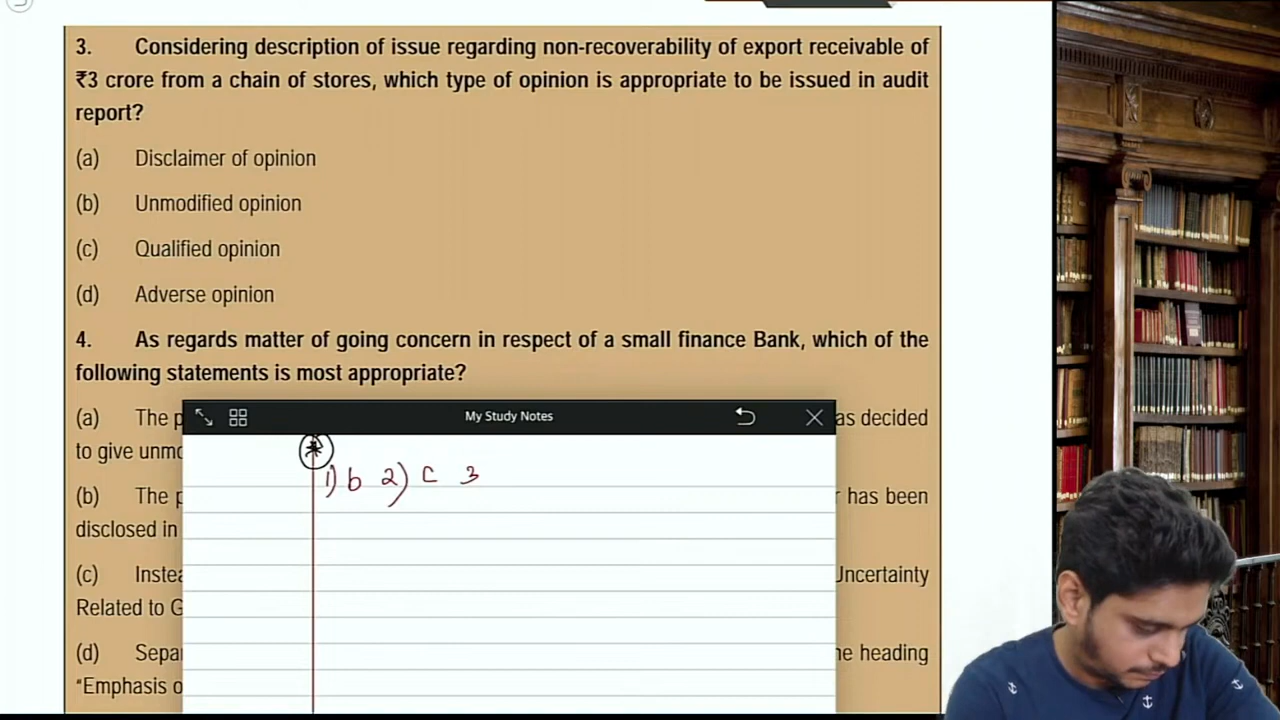 3. Considering description of issue regarding non-recoverability of export receivable of
₹3 crore from a chain of stores, which type of opinion is appropriate to be issued in audit
report?
(a) Disclaimer of opinion
(b) Unmodified opinion
(c) Qualified opinion
(d) Adverse opinion
4. As regards matter of going concern in respect of a small finance Bank, which of the
following statements is most appropriate?
(a) The p
as decided
to give unmo
(b) The p
r has been
disclosed in
(c) Instea
Uncertainty
Related to G
(d) Separ
he heading
"Emphasis o
My Study Notes
1) b 2) c 3